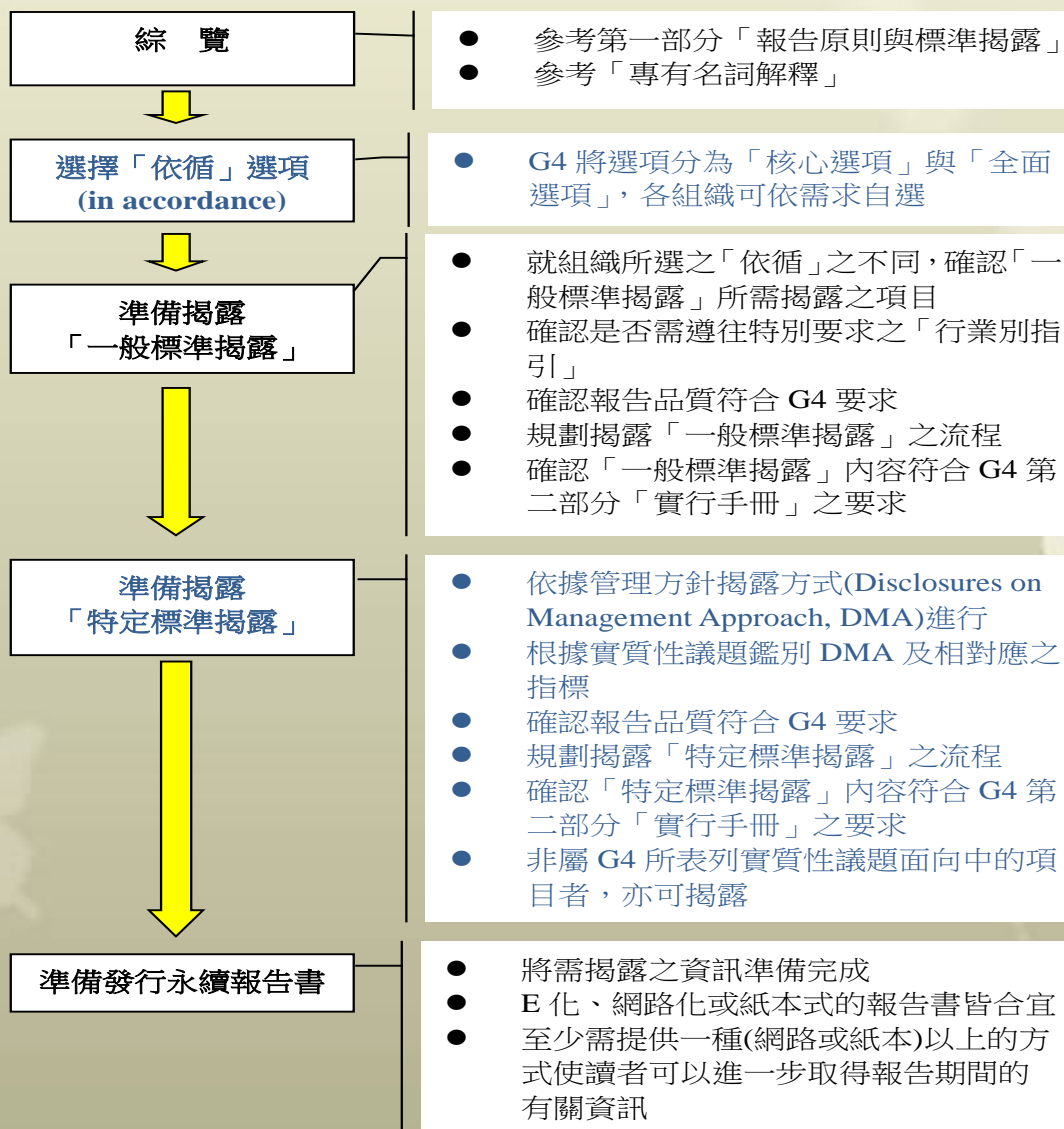 綜 覽
● 參考第一部分「報告原則與標準揭露」
● 參考「專有名詞解釋」
選擇「依循」選項
(in accordance)
● G4 將選項分為「核心選項」與「全面
選項」，各組織可依需求自選
準備揭露
「一般標準揭露」
● 就組織所選之「依循」之不同，確認「一
般標準揭露」所需揭露之項目
● 確認是否需遵往特別要求之「行業別指
引」
● 確認報告品質符合 G4 要求
● 規劃揭露「一般標準揭露」之流程
● 確認「一般標準揭露」內容符合 G4 第
二部分「實行手冊」之要求
準備揭露
「特定標準揭露」
● 依據管理方針揭露方式(Disclosures on
Management Approach, DMA)進行
● 根據實質性議題鑑別 DMA 及相對應之
指標
● 確認報告品質符合 G4 要求
● 規劃揭露「特定標準揭露」之流程
● 確認「特定標準揭露」內容符合 G4 第
二部分「實行手冊」之要求
● 非屬 G4 所表列實質性議題面向中的項
目者，亦可揭露
準備發行永續報告書
● 將需揭露之資訊準備完成
● E 化、網路化或紙本式的報告書皆合宜
● 至少需提供一種(網路或紙本)以上的方
式使讀者可以進一步取得報告期間的
有關資訊